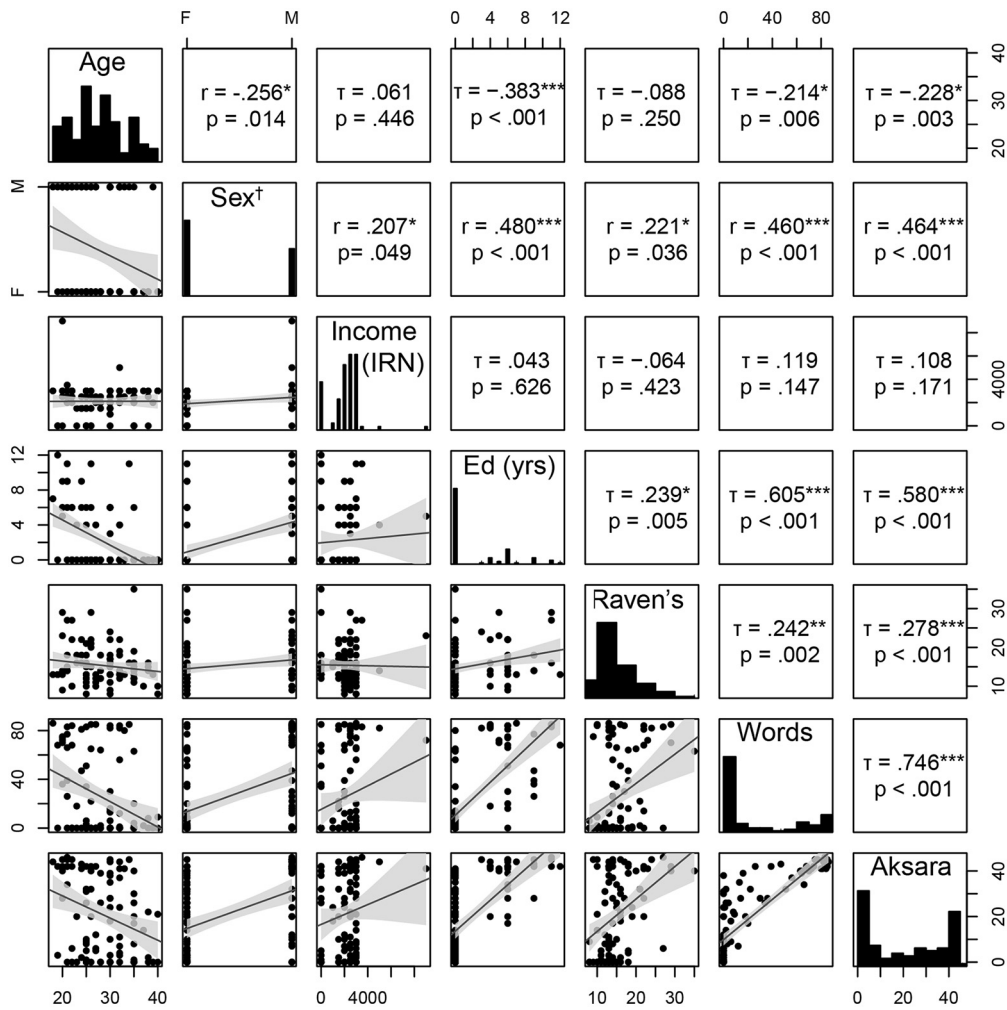 F M 0 4 8 12 0 40 80
Age
r = -.256*
p = .014
τ = .061
p = .446
τ = −.383***
p < .001
τ = −.088
p = .250
τ = −.214*
p = .006
τ = −.228*
p = .003
20 30 40
F M
Sex†
r = .207*
p= .049
r = .480***
p < .001
r = .221*
p = .036
r = .460***
p < .001
r = .464***
p < .001
Income
(IRN)
τ = .043
p = .626
τ = −.064
p = .423
τ = .119
p = .147
τ = .108
p = .171
0 4000
0 4 8 12
Ed (yrs)
τ = .239*
p = .005
τ = .605***
p < .001
τ = .580***
p < .001
Raven's
τ = .242**
p = .002
τ = .278***
p < .001
10 20 30
0 40 80
Words
τ = .746***
p < .001
Aksara
0 20 40
20 30 40 0 4000 10 20 30 0 20 40